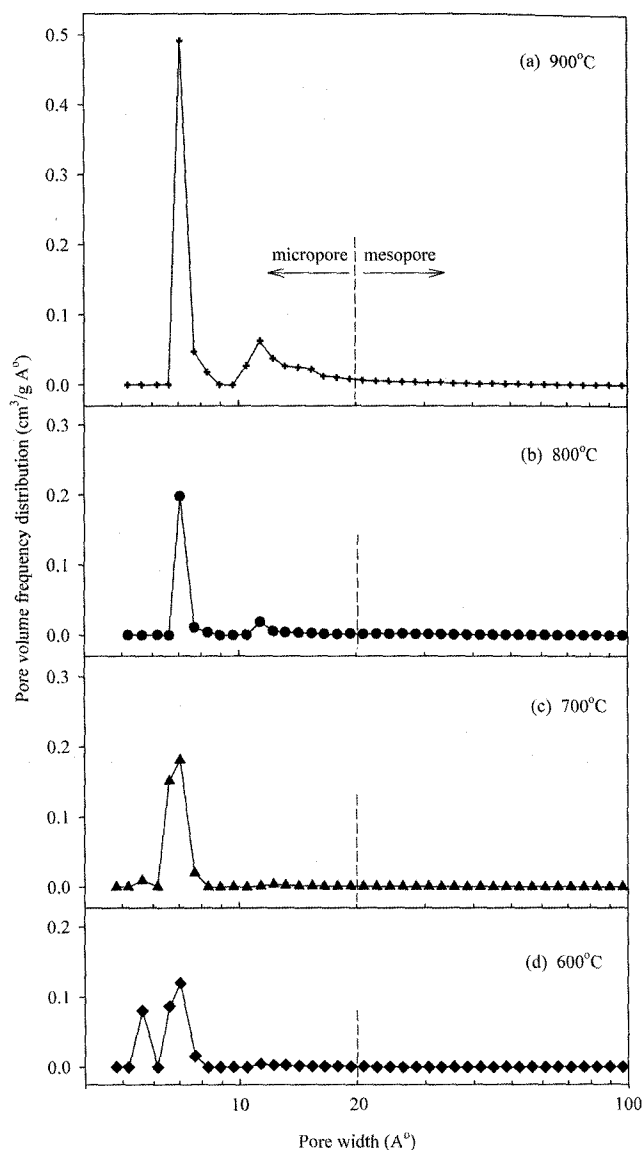 Pore volume frequency distribution (cm³/g A°)
0.5
0.4
0.3
0.2
0.1
0.0
(a) 900°C
micropore
mesopore
0.3
0.2
0.1
0.0
(b) 800°C
0.3
0.2
0.1
0.0
(c) 700°C
0.2
0.1
0.0
(d) 600°C
10
20
100
Pore width (A°)